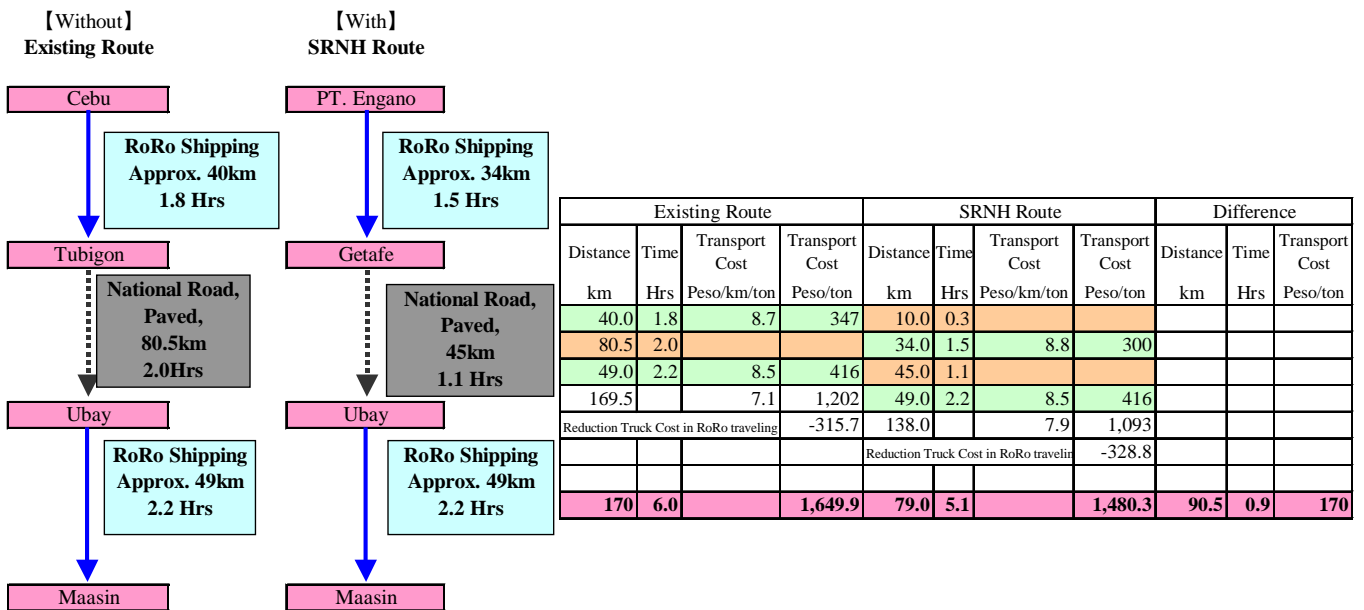 【Without】
Existing Route
Cebu
RoRo Shipping
Approx. 40km
1.8 Hrs
Tubigon
National Road,
Paved,
80.5km
2.0Hrs
Ubay
RoRo Shipping
Approx. 49km
2.2 Hrs
Maasin
【With】
SRNH Route
PT. Engano
RoRo Shipping
Approx. 34km
1.5 Hrs
Getafe
National Road,
Paved,
45km
1.1 Hrs
Ubay
RoRo Shipping
Approx. 49km
2.2 Hrs
Maasin
Existing Route SRNH Route Difference
Distance Time Transport Cost Transport Cost Distance Time Transport Cost Transport Cost Distance Time Transport Cost
km Hrs Peso/km/ton Peso/ton km Hrs Peso/km/ton Peso/ton km Hrs Peso/ton
40.0 1.8 8.7 347 10.0 0.3
80.5 2.0 34.0 1.5 8.8 300
49.0 2.2 8.5 416 45.0 1.1
169.5 7.1 1,202 49.0 2.2 8.5 416
Reduction Truck Cost in RoRo traveling -315.7 138.0 7.9 1,093
Reduction Truck Cost in RoRo travelin -328.8
170 6.0 1,649.9 79.0 5.1 1,480.3 90.5 0.9 170